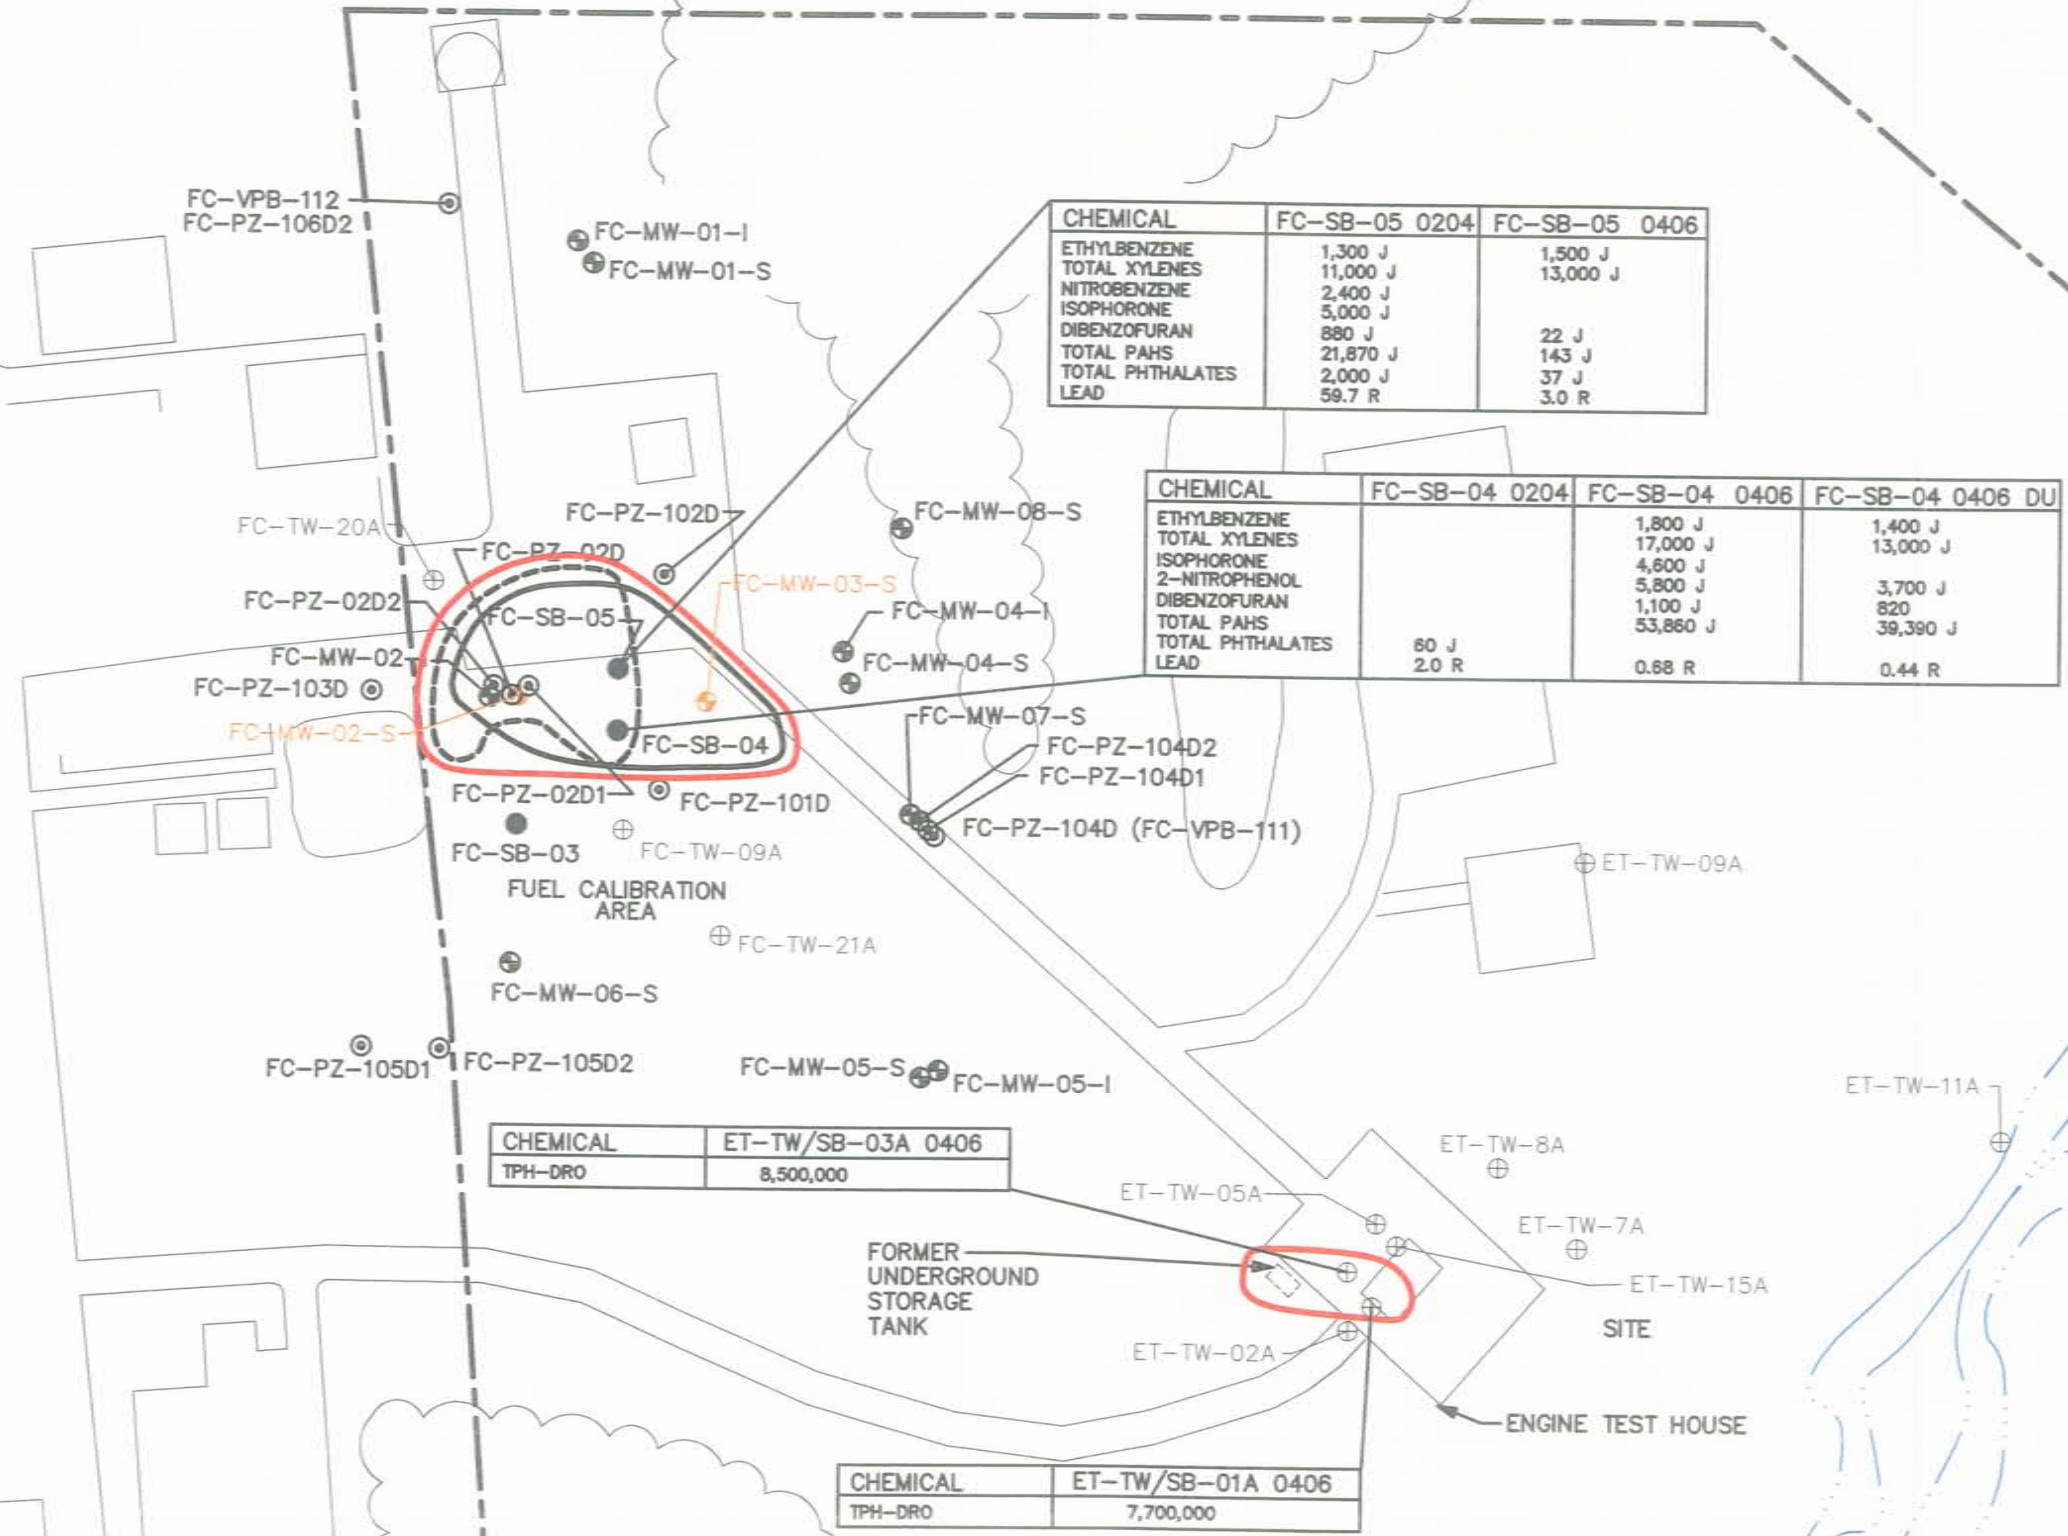 FC-VPB-112
FC-PZ-106D2
FC-MW-01-I
FC-MW-01-S
CHEMICAL FC-SB-05 0204 FC-SB-05 0406
ETHYLBENZENE 1,300 J 1,500 J
TOTAL XYLENES 11,000 J 13,000 J
NITROBENZENE 2,400 J
ISOPHORONE 5,000 J
DIBENZOFURAN 880 J 22 J
TOTAL PAHS 21,870 J 143 J
TOTAL PHTHALATES 2,000 J 37 J
LEAD 59.7 R 3.0 R
CHEMICAL FC-SB-04 0204 FC-SB-04 0406 FC-SB-04 0406 DU
ETHYLBENZENE 1,800 J 1,400 J
TOTAL XYLENES 17,000 J 13,000 J
ISOPHORONE 4,600 J
2-NITROPHENOL 5,800 J 3,700 J
DIBENZOFURAN 1,100 J 820
TOTAL PAHS 53,860 J 39,390 J
TOTAL PHTHALATES 60 J
LEAD 2.0 R 0.68 R 0.44 R
FC-PZ-102D
FC-MW-08-S
FC-TW-20A
FC-PZ-02D
FC-MW-03-S
FC-PZ-02D2
FC-SB-05
FC-MW-04-I
FC-MW-02
FC-MW-04-S
FC-PZ-103D
FC-MW-02-S
FC-SB-04
FC-MW-07-S
FC-PZ-104D2
FC-PZ-104D1
FC-PZ-02D1
FC-PZ-101D
FC-PZ-104D (FC-VPB-111)
FC-SB-03
FC-TW-09A
ET-TW-09A
FUEL CALIBRATION
AREA
FC-TW-21A
FC-MW-06-S
FC-PZ-105D1
FC-PZ-105D2
FC-MW-05-S
FC-MW-05-I
ET-TW-11A
CHEMICAL ET-TW/SB-03A 0406
TPH-DRO 8,500,000
ET-TW-8A
ET-TW-05A
ET-TW-7A
FORMER
UNDERGROUND
STORAGE
TANK
ET-TW-15A
SITE
ET-TW-02A
ENGINE TEST HOUSE
CHEMICAL ET-TW/SB-01A 0406
TPH-DRO 7,700,000